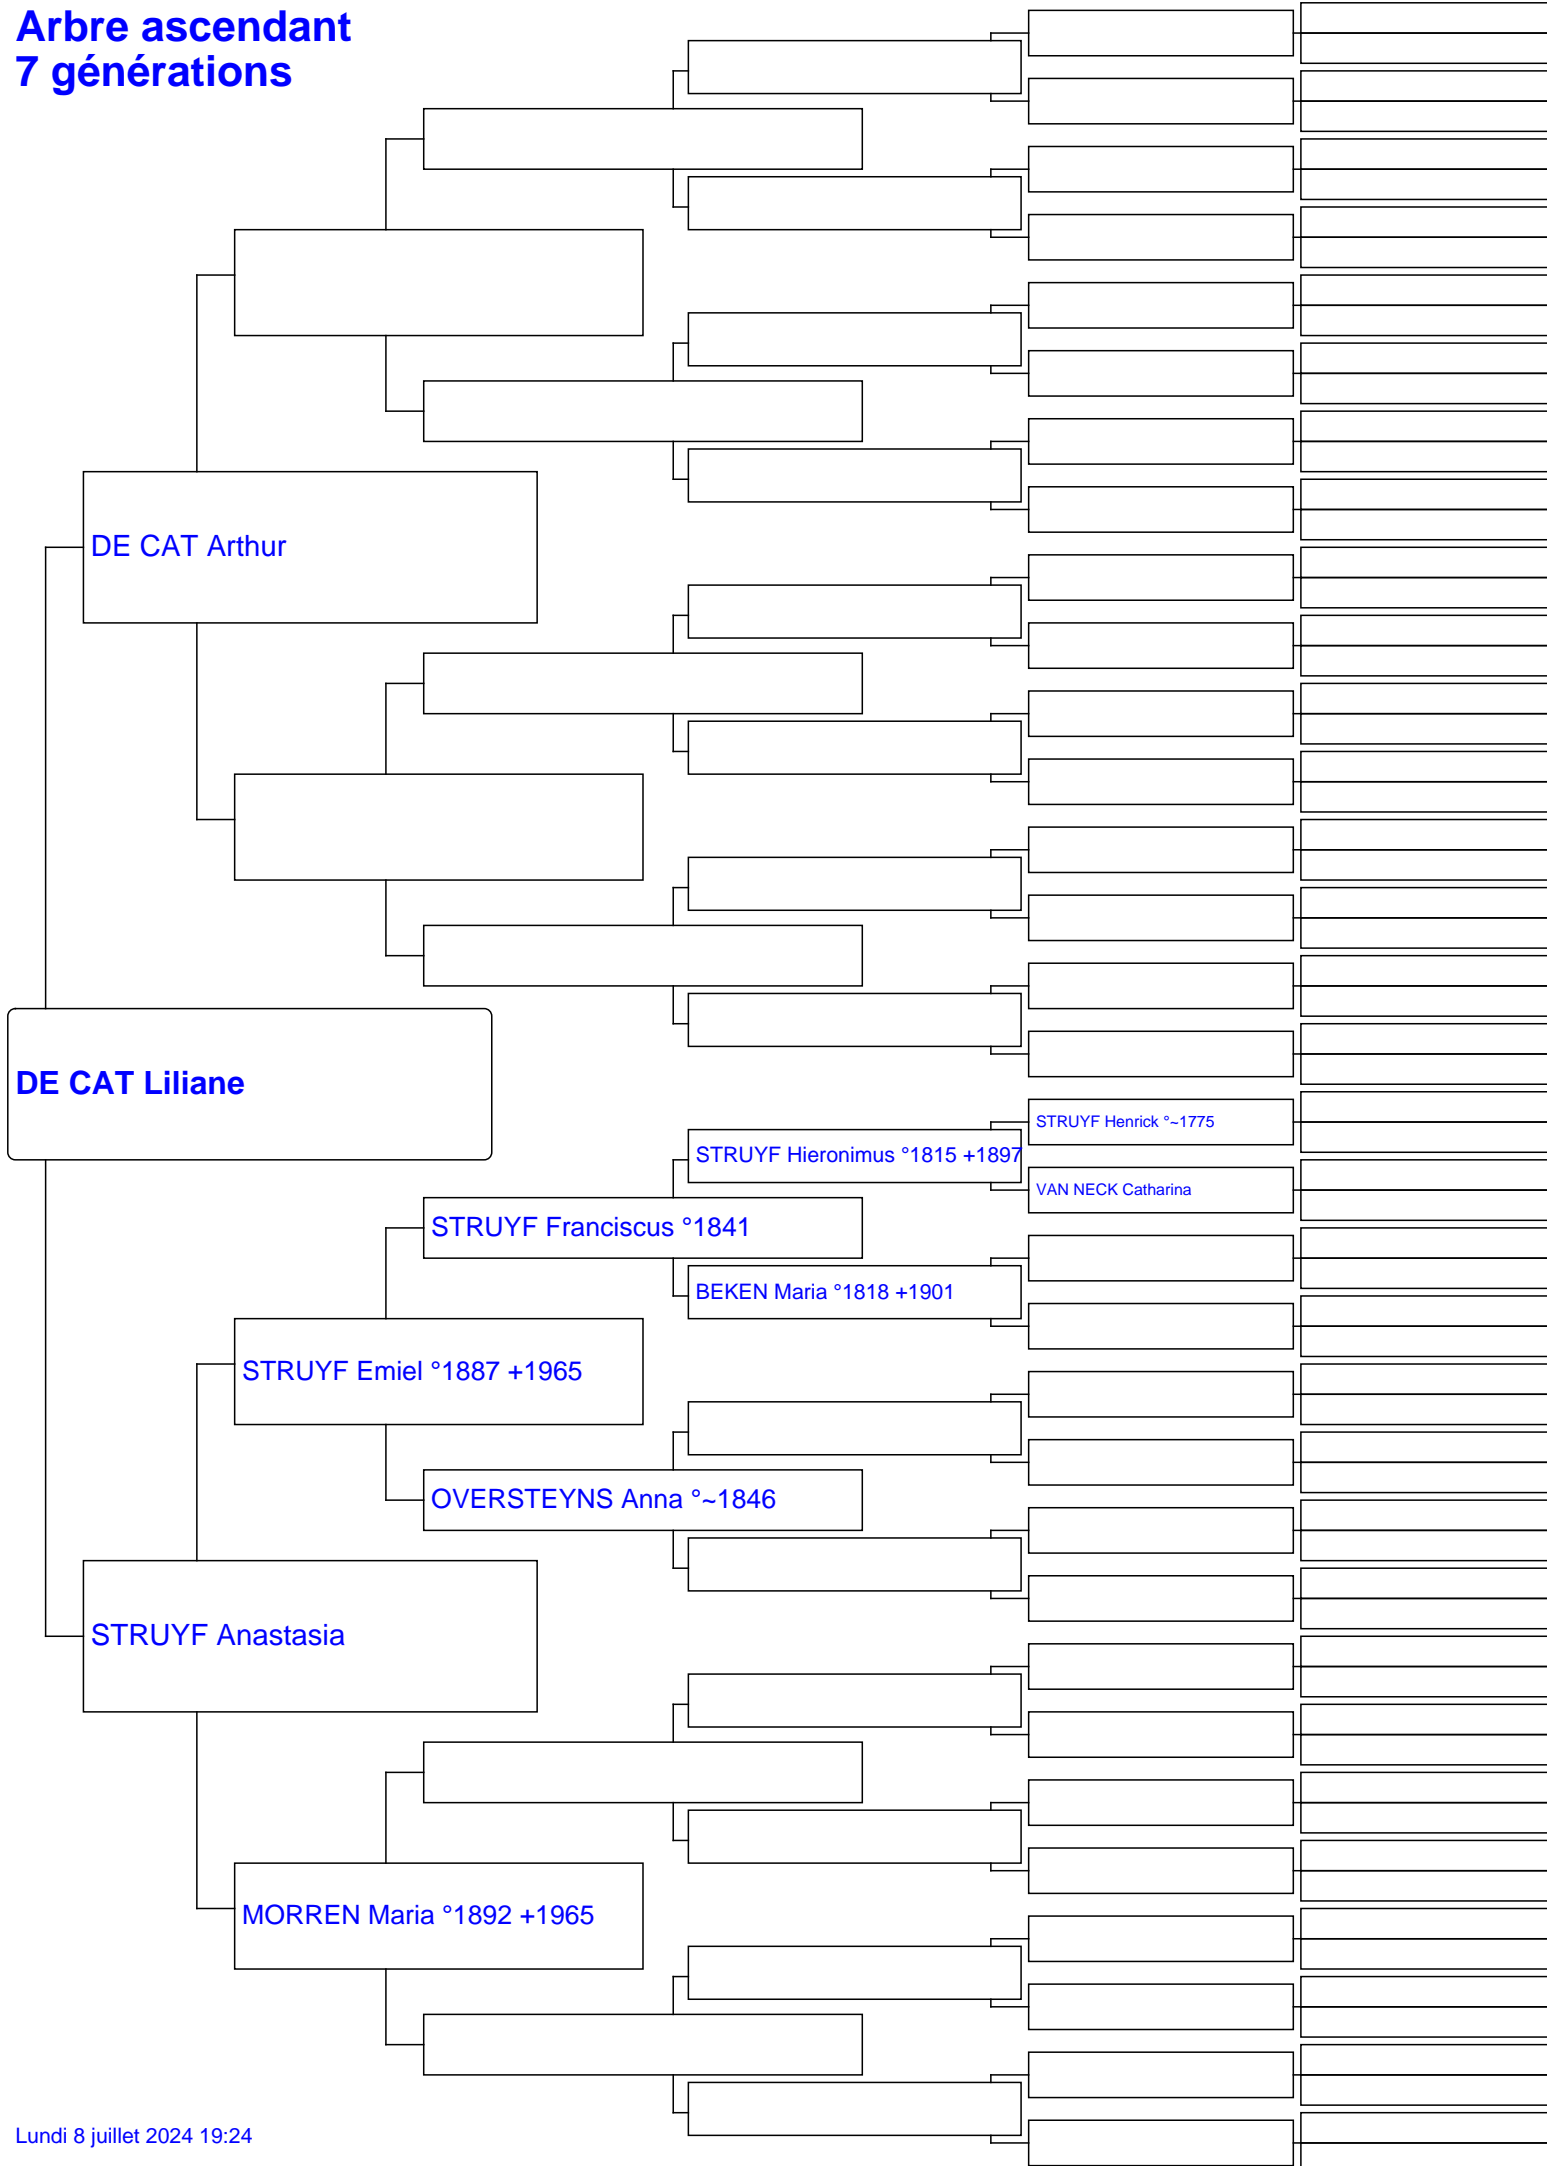 Arbre ascendant
7 générations
DE CAT Arthur
DE CAT Liliane
STRUYF Henrick °~1775
STRUYF Hieronimus °1815 +1897
VAN NECK Catharina
STRUYF Franciscus °1841
BEKEN Maria °1818 +1901
STRUYF Emiel °1887 +1965
OVERSTEYNS Anna °~1846
STRUYF Anastasia
MORREN Maria °1892 +1965
Lundi 8 juillet 2024 19:24